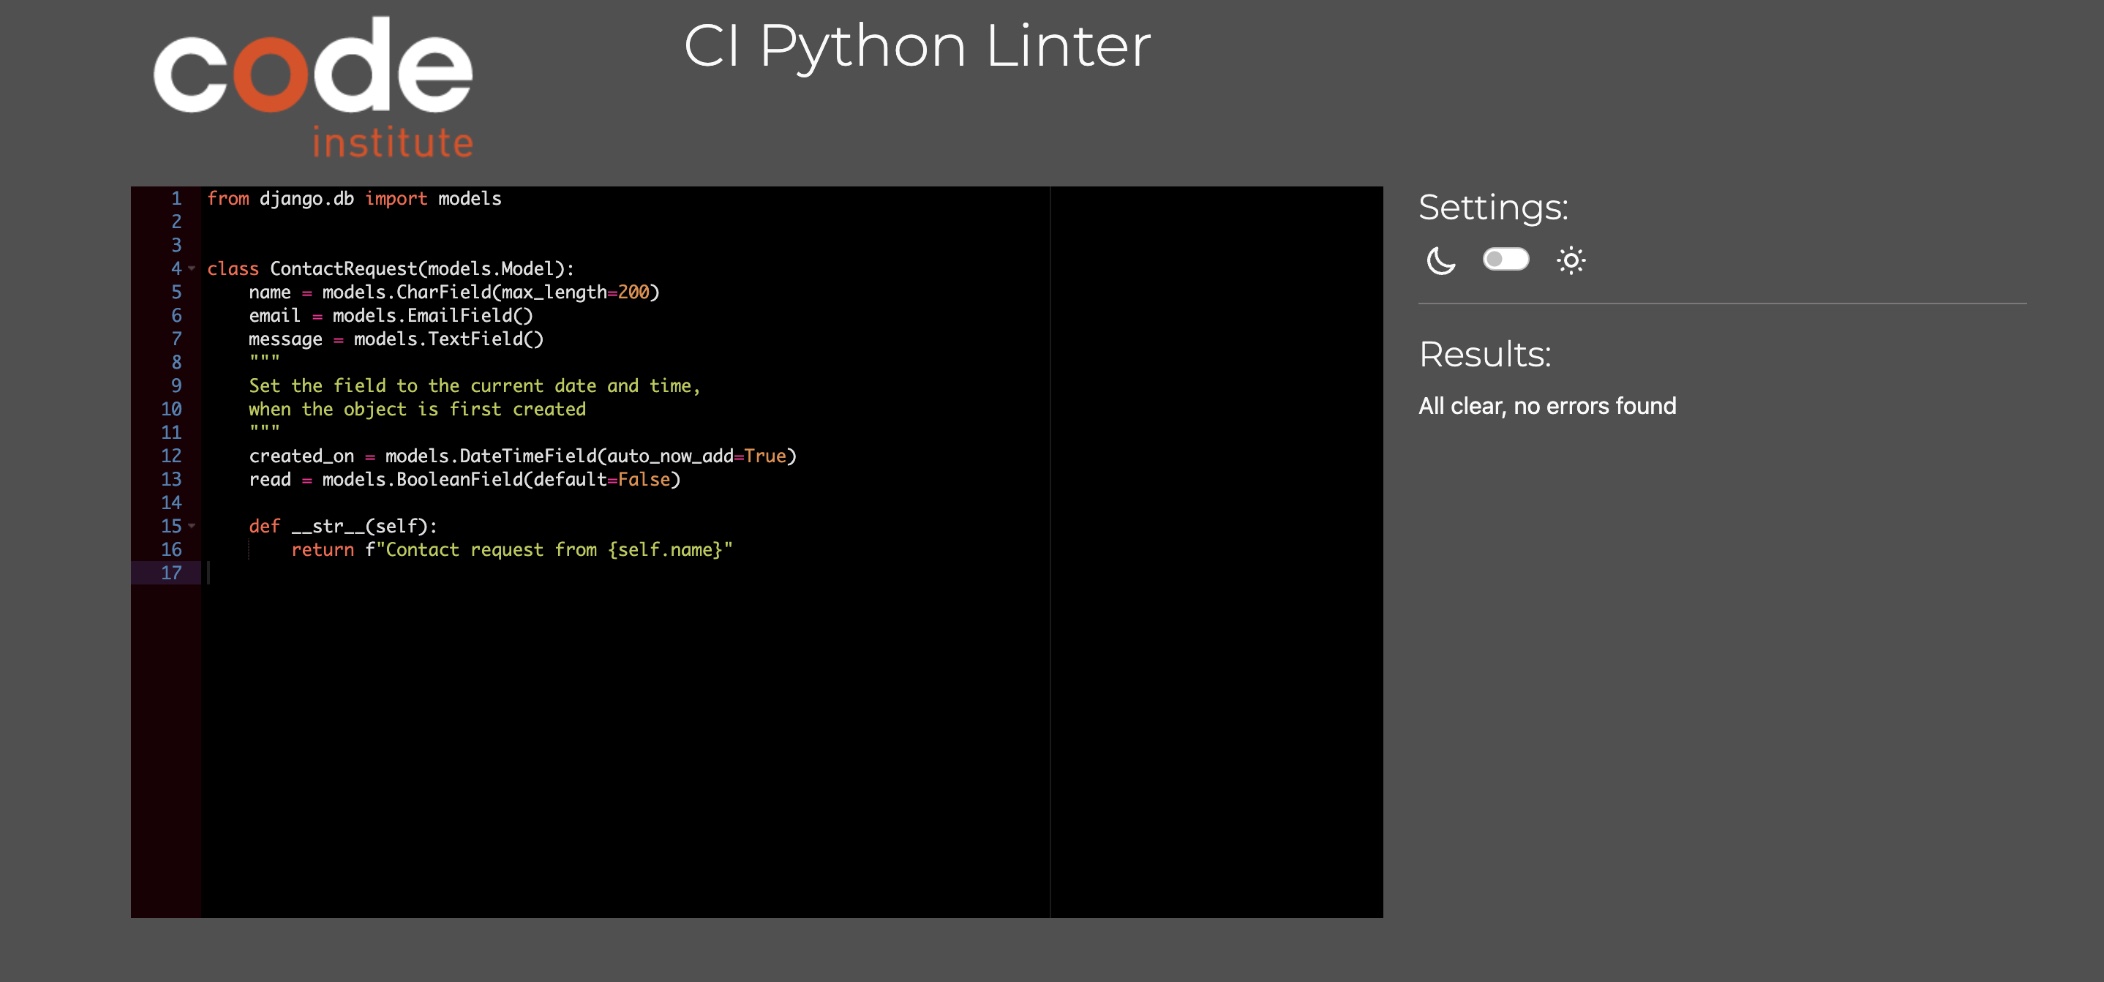 code
institute
CI Python Linter
1 from django.db import models
2
3
4 class ContactRequest(models.Model):
5     name = models.CharField(max_length=200)
6     email = models.EmailField()
7     message = models.TextField()
8     """
9     Set the field to the current date and time,
10     when the object is first created
11     """
12     created_on = models.DateTimeField(auto_now_add=True)
13     read = models.BooleanField(default=False)
14
15     def __str__(self):
16         return f"Contact request from {self.name}"
17
Settings:
Results:
All clear, no errors found